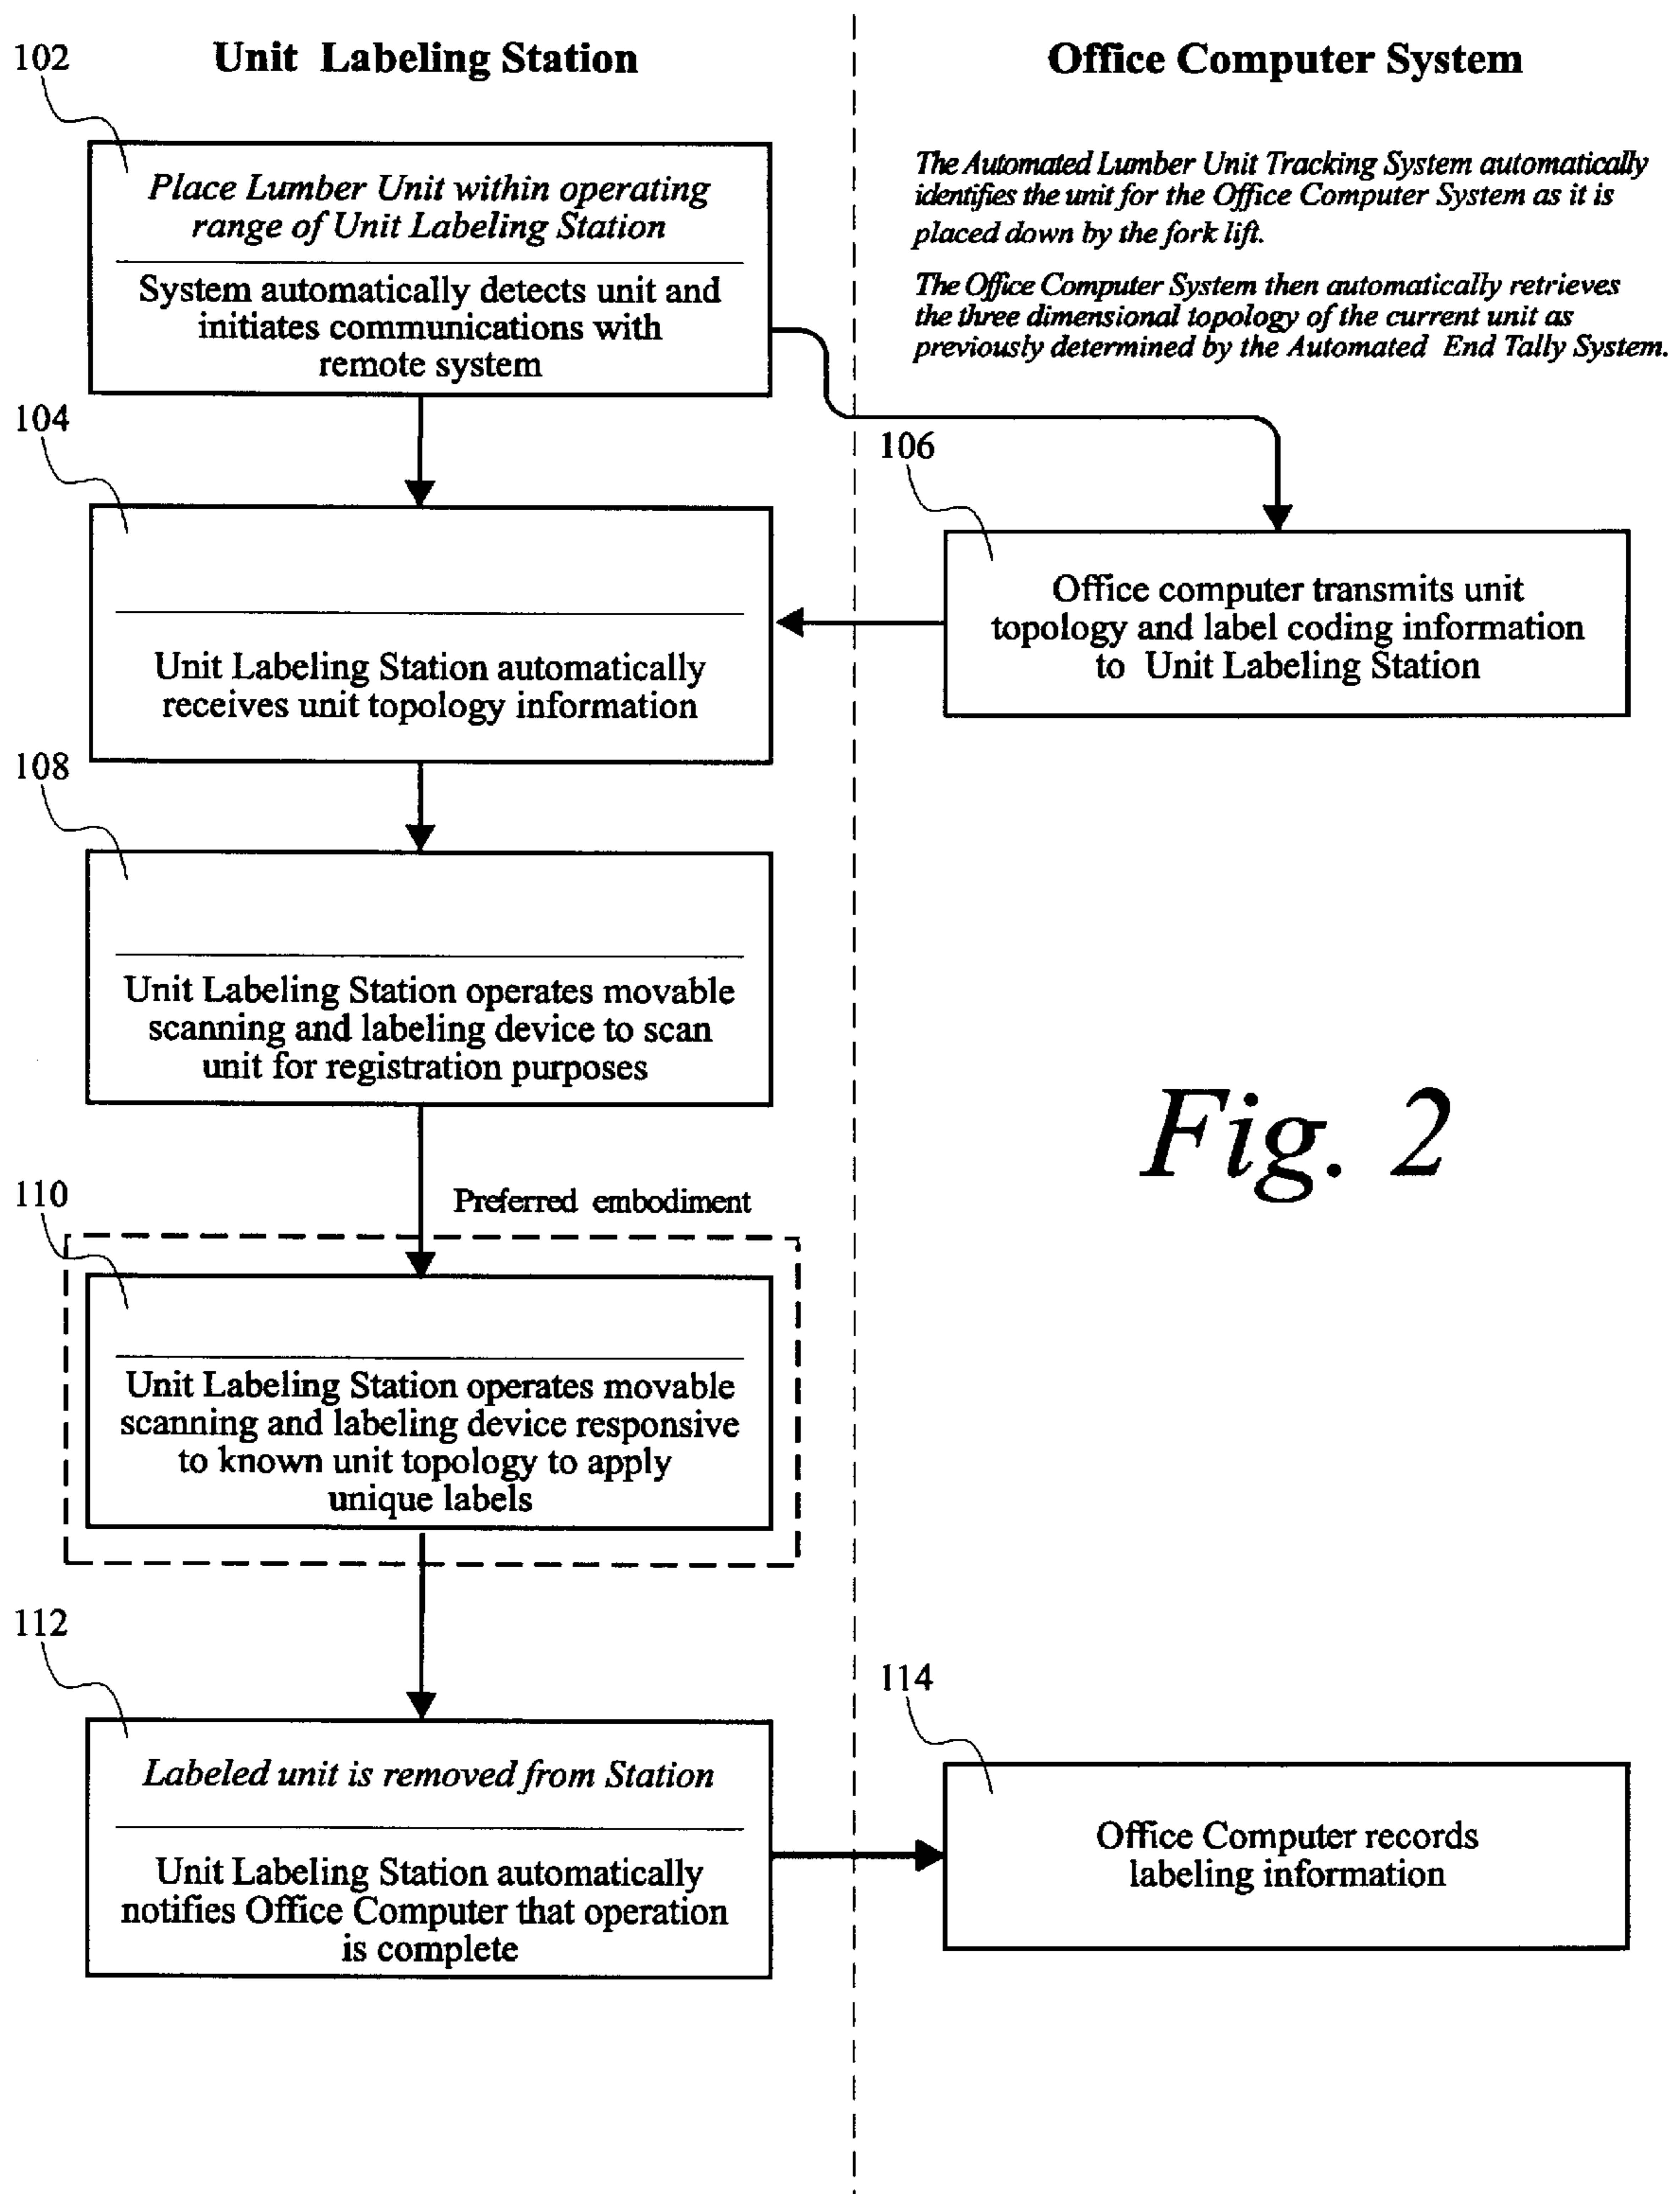 Unit Labeling Station
Office Computer System
102
Place Lumber Unit within operating
range of Unit Labeling Station
System automatically detects unit and
initiates communications with
remote system
The Automated Lumber Unit Tracking System automatically
identifies the unit for the Office Computer System as it is
placed down by the fork lift.
The Office Computer System then automatically retrieves
the three dimensional topology of the current unit as
previously determined by the Automated End Tally System.
104
Unit Labeling Station automatically
receives unit topology information
106
Office computer transmits unit
topology and label coding information
to Unit Labeling Station
108
Unit Labeling Station operates movable
scanning and labeling device to scan
unit for registration purposes
Fig. 2
Preferred embodiment
110
Unit Labeling Station operates movable
scanning and labeling device responsive
to known unit topology to apply
unique labels
112
Labeled unit is removed from Station
Unit Labeling Station automatically
notifies Office Computer that operation
is complete
114
Office Computer records
labeling information